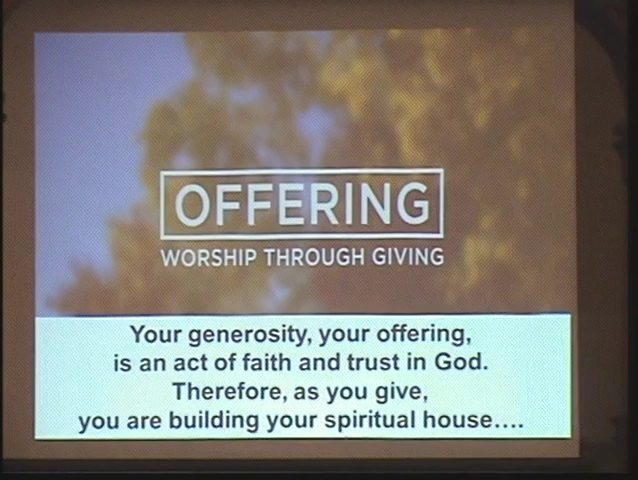 OFFERING
WORSHIP THROUGH GIVING
Your generosity, your offering,
is an act of faith and trust in God.
Therefore, as you give,
you are building your spiritual house....